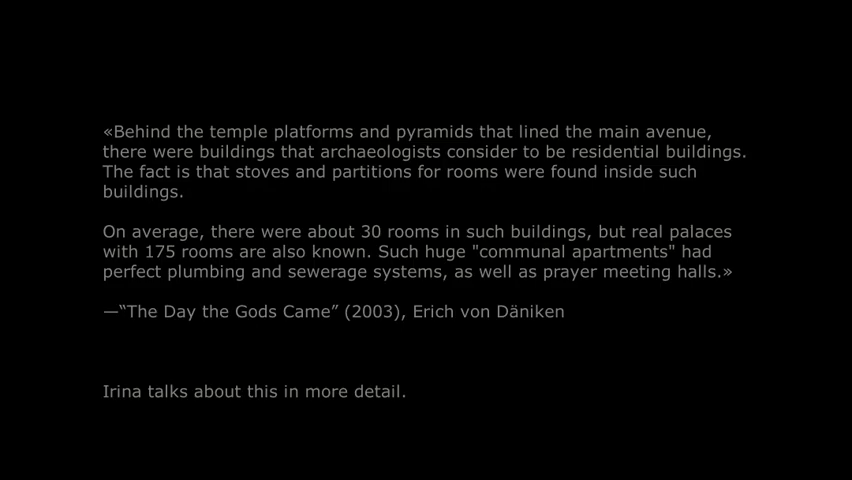 «Behind the temple platforms and pyramids that lined the main avenue,
there were buildings that archaeologists consider to be residential buildings.
The fact is that stoves and partitions for rooms were found inside such
buildings.
On average, there were about 30 rooms in such buildings, but real palaces
with 175 rooms are also known. Such huge "communal apartments" had
perfect plumbing and sewerage systems, as well as prayer meeting halls.»
—“The Day the Gods Came” (2003), Erich von Däniken
Irina talks about this in more detail.